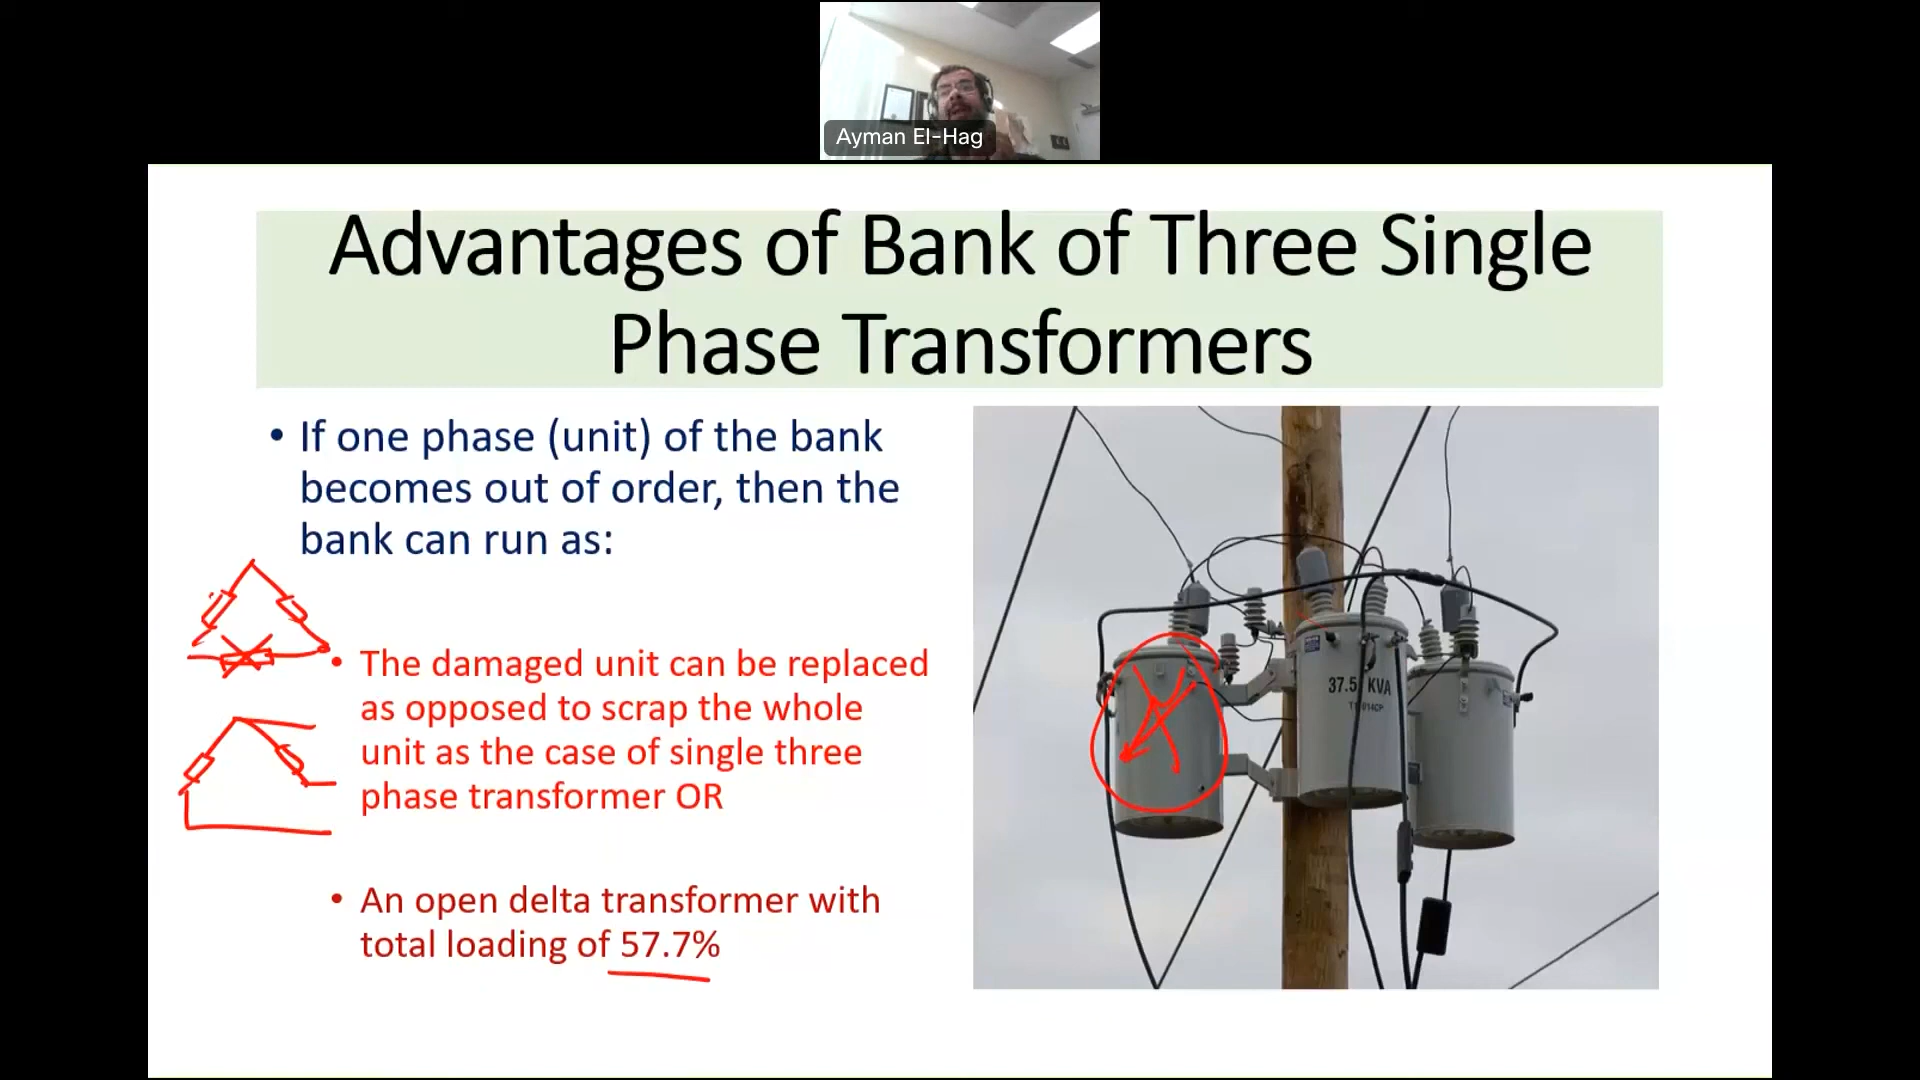 Ayman El-Hag
Advantages of Bank of Three Single
Phase Transformers
• If one phase (unit) of the bank
becomes out of order, then the
bank can run as:
• The damaged unit can be replaced
as opposed to scrap the whole
unit as the case of single three
phase transformer OR
• An open delta transformer with
total loading of 57.7%
37.5 KVA